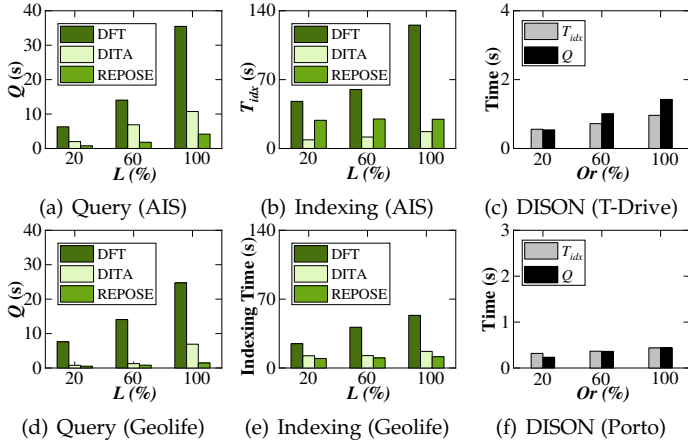 40
30
20
10
0
Q (s)
DFT
DITA
REPOSE
20 60 100
L (%)
(a) Query (AIS)
140
70
0
T_idx (s)
DFT
DITA
REPOSE
20 60 100
L (%)
(b) Indexing (AIS)
4
2
0
Time (s)
T_idx
Q
20 60 100
Or (%)
(c) DISON (T-Drive)
40
30
20
10
0
Q (s)
DFT
DITA
REPOSE
20 60 100
L (%)
(d) Query (Geolife)
140
70
0
Indexing Time (s)
DFT
DITA
REPOSE
20 60 100
L (%)
(e) Indexing (Geolife)
3
2
1
0
Time (s)
T_idx
Q
20 60 100
Or (%)
(f) DISON (Porto)